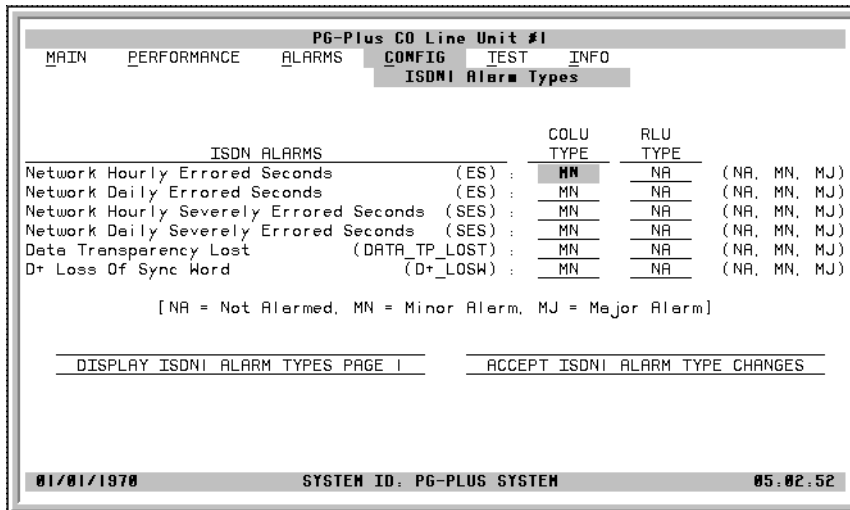 PG-Plus CO Line Unit #1
MAIN PERFORMANCE ALARMS CONFIG TEST INFO
ISDN1 Alarm Types
COLU RLU
ISDN ALARMS TYPE TYPE
Network Hourly Errored Seconds (ES) : MN NA (NA, MN, MJ)
Network Daily Errored Seconds (ES) : MN NA (NA, MN, MJ)
Network Hourly Severely Errored Seconds (SES) : MN NA (NA, MN, MJ)
Network Daily Severely Errored Seconds (SES) : MN NA (NA, MN, MJ)
Data Transparency Lost (DATA_TP_LOST) : MN NA (NA, MN, MJ)
D+ Loss Of Sync Word (D+_LOSW) : MN NA (NA, MN, MJ)
[NA = Not Alarmed, MN = Minor Alarm, MJ = Major Alarm]
DISPLAY ISDN1 ALARM TYPES PAGE 1 ACCEPT ISDN1 ALARM TYPE CHANGES
01/01/1970 SYSTEM ID: PG-PLUS SYSTEM 05:02:52